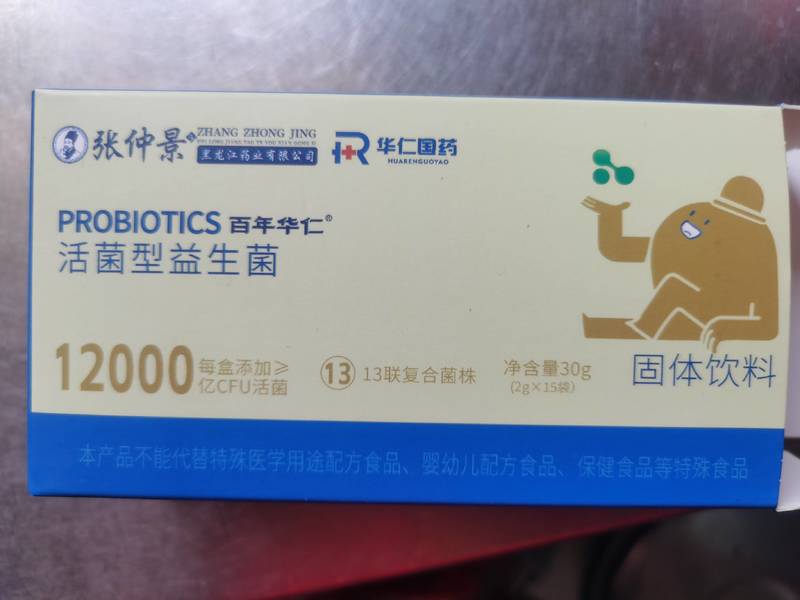 张仲景
ZHANG ZHONG JING
黑龙江药业有限公司
华仁国药
HUARENGUOYAO
PROBIOTICS 百年华仁®
活菌型益生菌
12000 每盒添加≥
亿CFU活菌
13 13联复合菌株
净含量30g
(2g×15袋)
固体饮料
本产品不能代替特殊医学用途配方食品、婴幼儿配方食品、保健食品等特殊食品